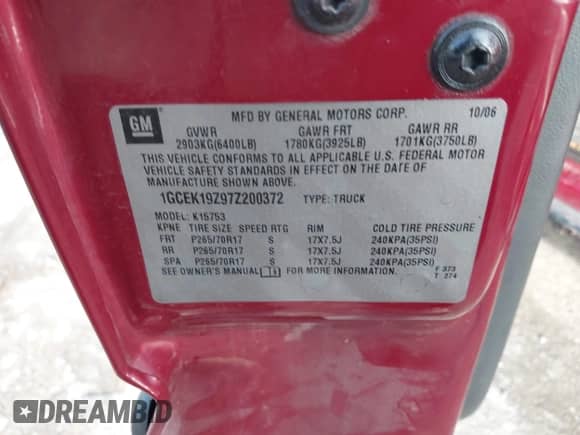 GM
MFD BY GENERAL MOTORS CORP. 10/06
GVWR GAWR FRT GAWR RR
2903KG(6400LB) 1780KG(3925LB) 1701KG(3750LB)
THIS VEHICLE CONFORMS TO ALL APPLICABLE U.S. FEDERAL MOTOR
VEHICLE SAFETY STANDARDS IN EFFECT ON THE DATE OF
MANUFACTURE SHOWN ABOVE.
1GCEK19Z97Z200372 TYPE: TRUCK
MODEL: K15753
KPNE TIRE SIZE SPEED RTG RIM COLD TIRE PRESSURE
FRT P265/70R17 S 17X7.5J 240KPA(35PSI)
RR P265/70R17 S 17X7.5J 240KPA(35PSI)
SPA P265/70R17 S 17X7.5J 240KPA(35PSI)
SEE OWNER'S MANUAL FOR MORE INFORMATION. F 373
T 274
DREAMBID